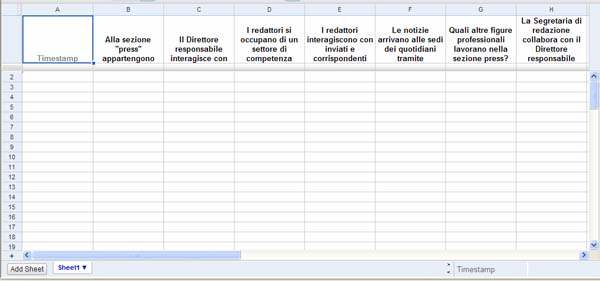 A B C D E F G H
Timestamp
Alla sezione
"press"
appartengono
Il Direttore
responsabile
interagisce con
I redattori si
occupano di un
settore di
competenza
I redattori
interagiscono con
inviati e
corrispondenti
Le notizie
arrivano alle sedi
dei quotidiani
tramite
Quali altre figure
professionali
lavorano nella
sezione press?
La Segretaria di
redazione
collabora con il
Direttore
responsabile
2
3
4
5
6
7
8
9
10
11
12
13
14
15
16
17
18
19
+
Add Sheet Sheet1 ▼ Timestamp